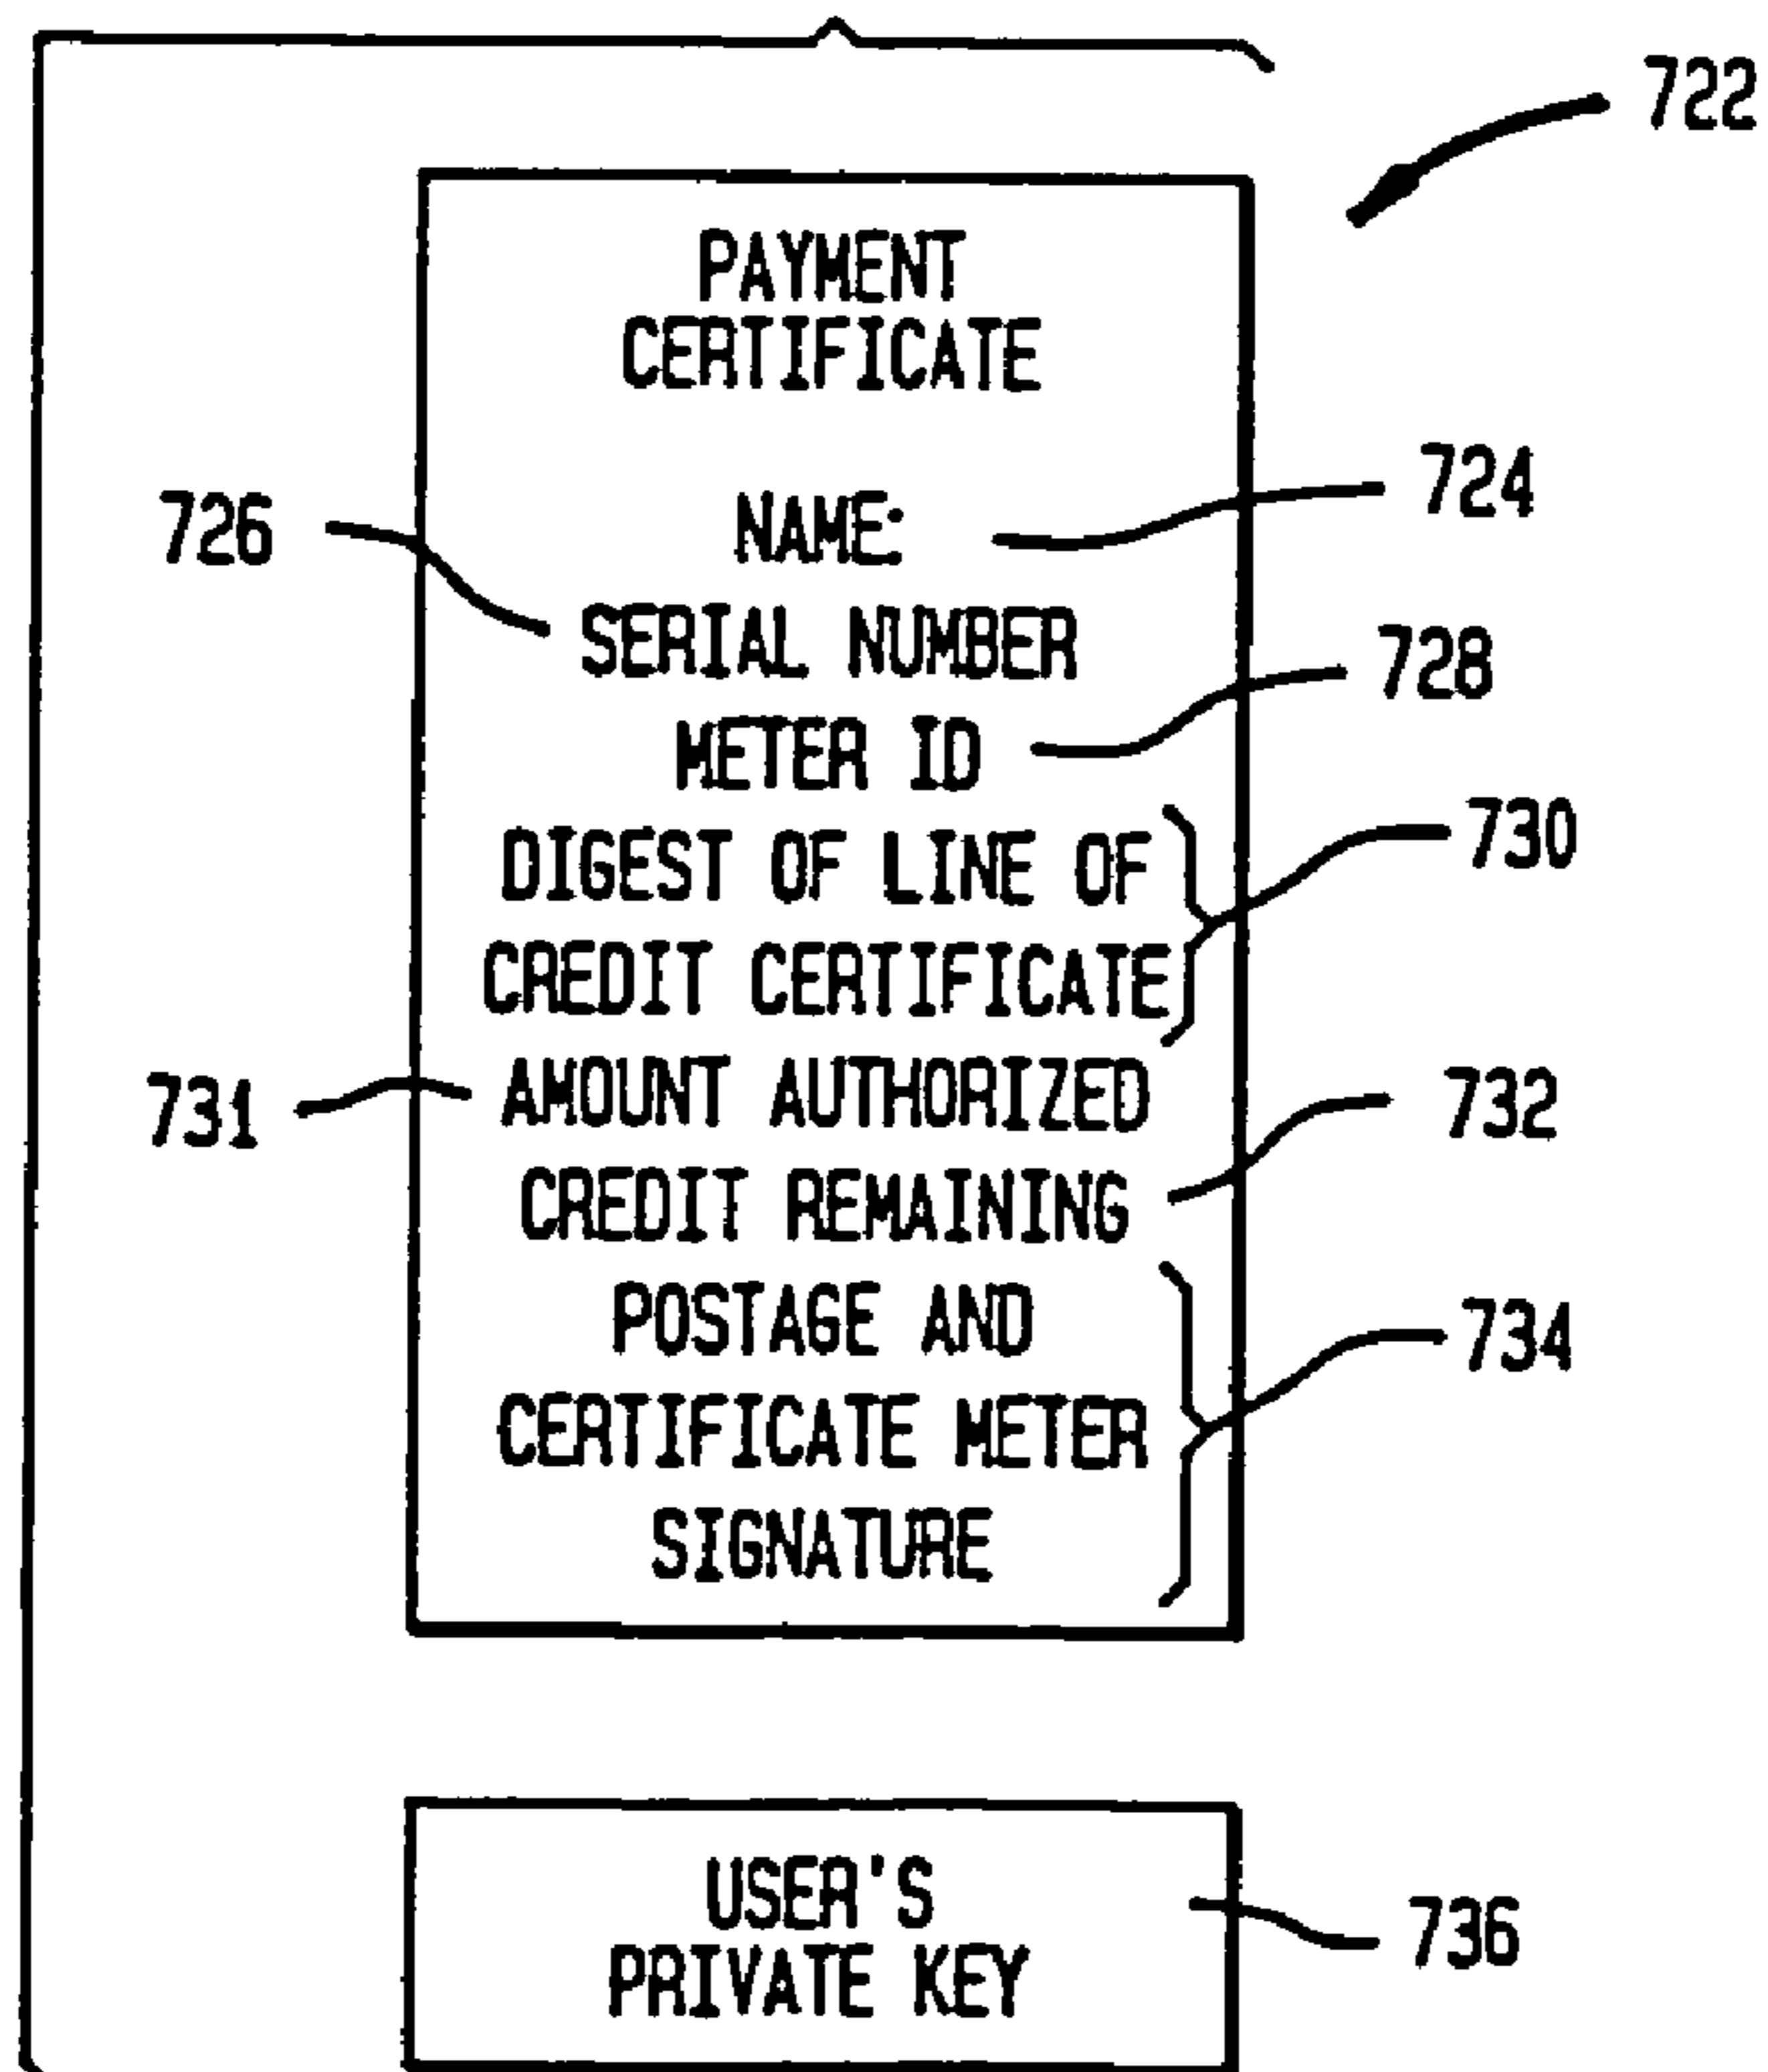 722
PAYMENT
CERTIFICATE
724
726
NAME:
SERIAL NUMBER
728
METER ID
730
DIGEST OF LINE OF
CREDIT CERTIFICATE
731
AMOUNT AUTHORIZED
732
CREDIT REMAINING
POSTAGE AND
734
CERTIFICATE METER
SIGNATURE
USER'S
736
PRIVATE KEY